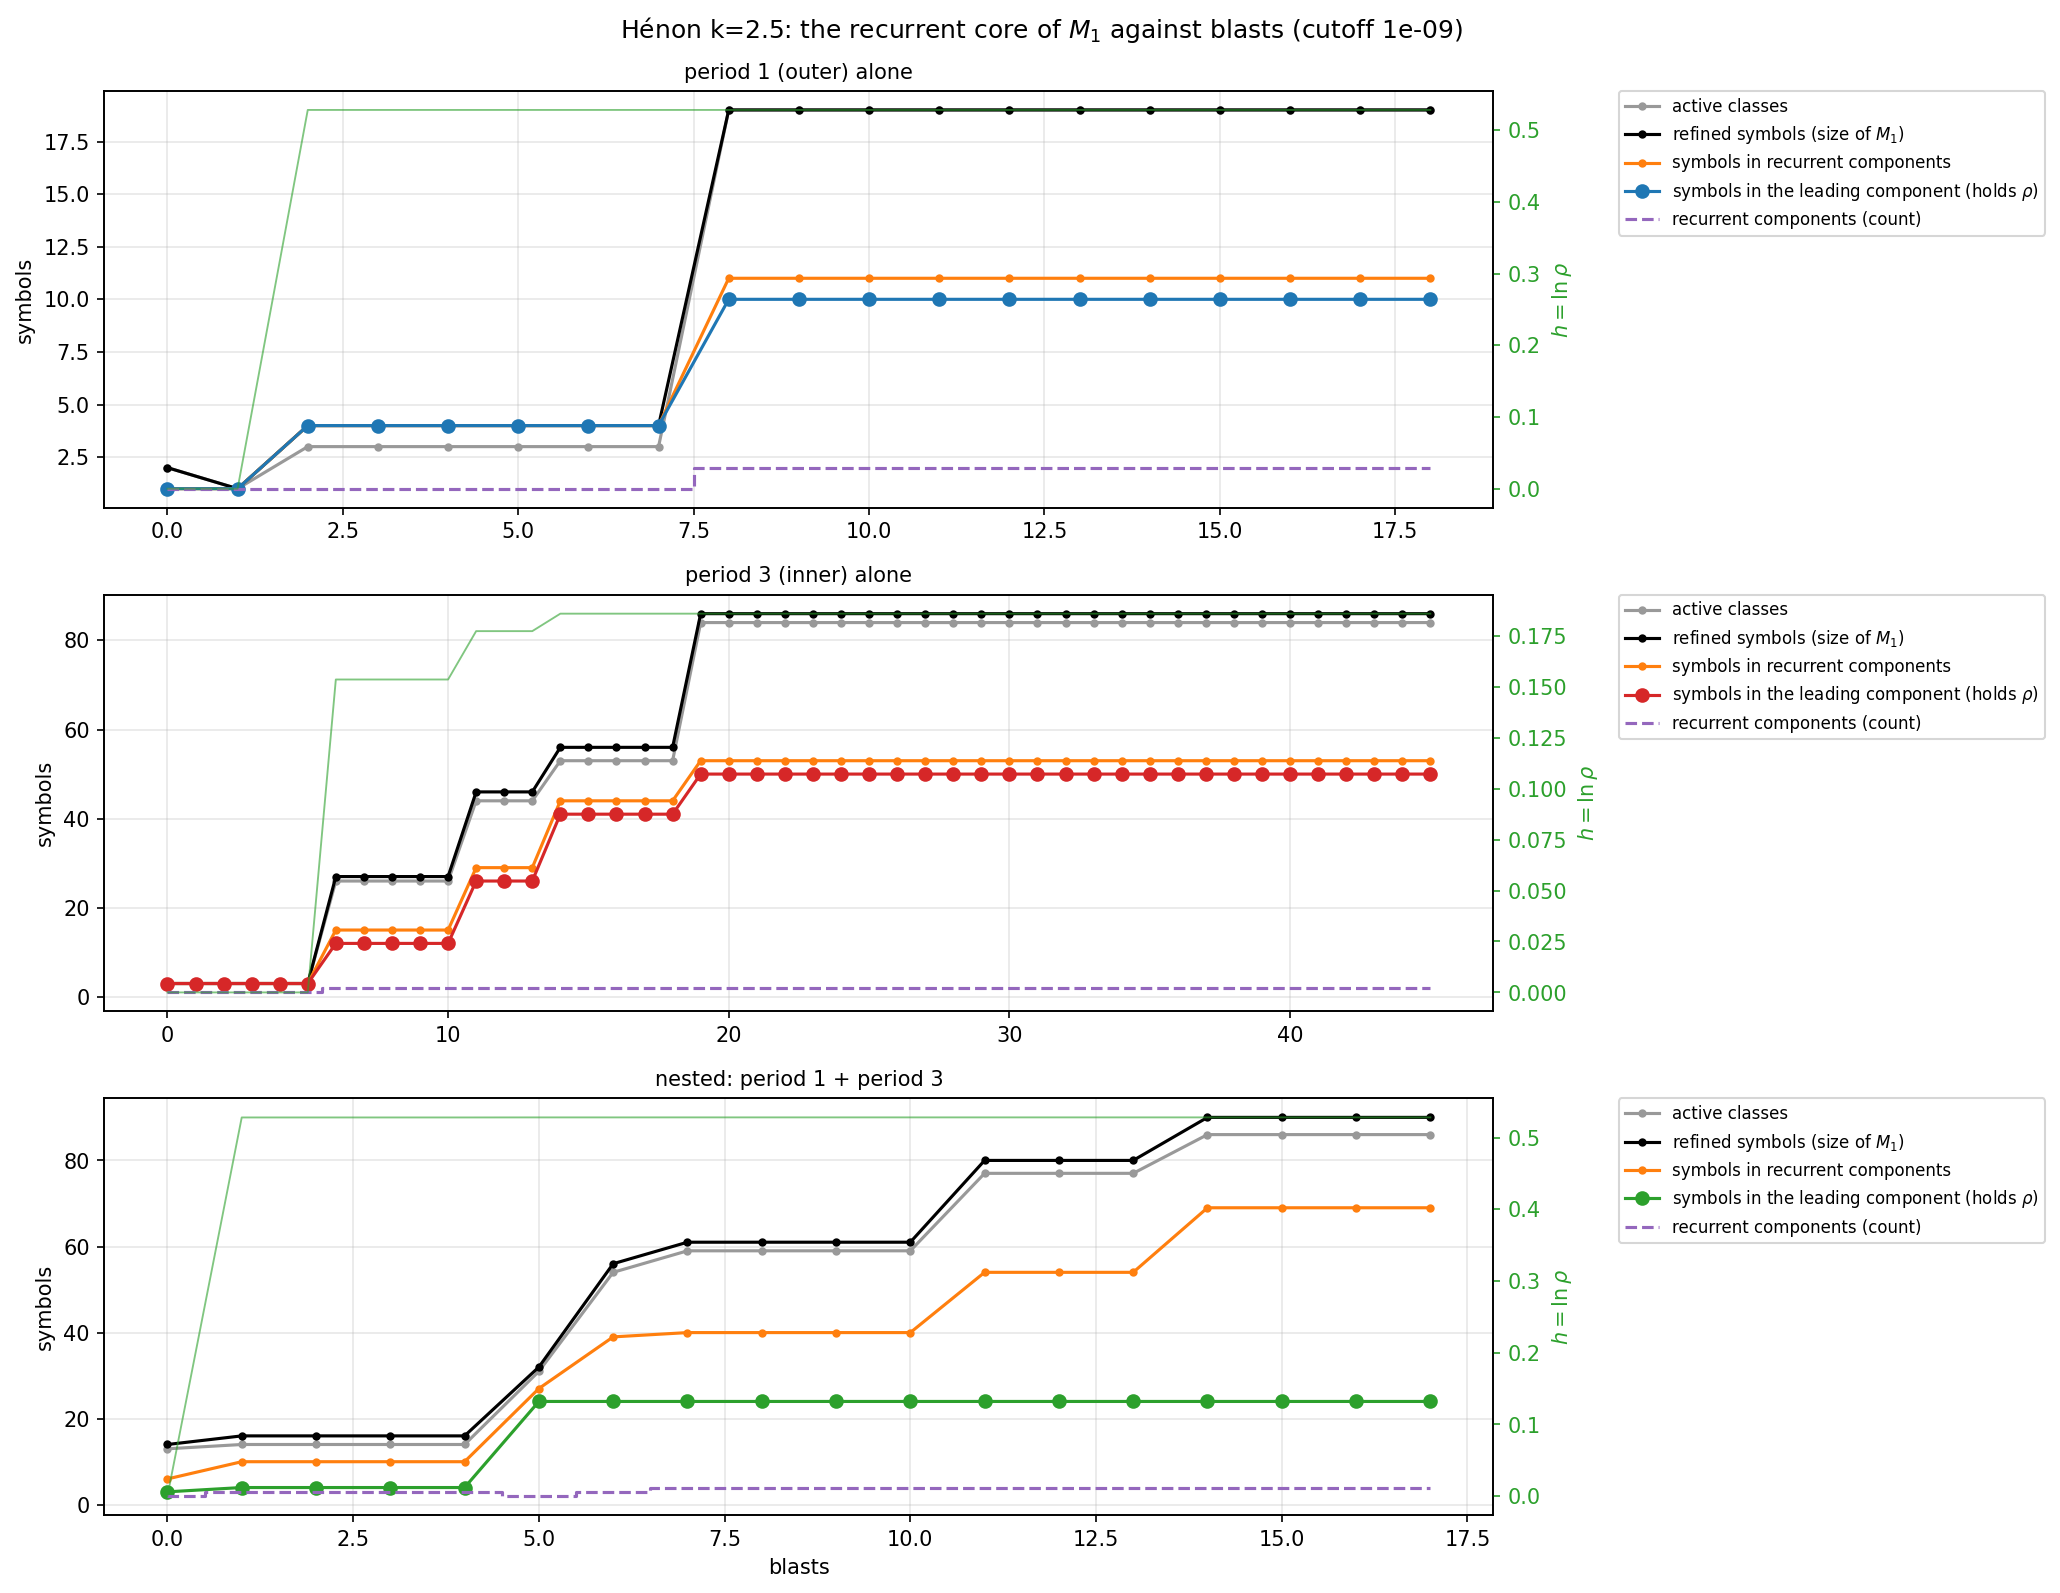 Hénon k=2.5: the recurrent core of M₁ against blasts (cutoff 1e-09)
period 1 (outer) alone
symbols
17.5
15.0
12.5
10.0
7.5
5.0
2.5
0.0 2.5 5.0 7.5 10.0 12.5 15.0 17.5
0.5
0.4
0.3
0.2
0.1
0.0
h = ln ρ
active classes
refined symbols (size of M₁)
symbols in recurrent components
symbols in the leading component (holds ρ)
recurrent components (count)
period 3 (inner) alone
symbols
80
60
40
20
0
0 10 20 30 40
0.175
0.150
0.125
0.100
0.075
0.050
0.025
0.000
h = ln ρ
active classes
refined symbols (size of M₁)
symbols in recurrent components
symbols in the leading component (holds ρ)
recurrent components (count)
nested: period 1 + period 3
symbols
80
60
40
20
0
0.0 2.5 5.0 7.5 10.0 12.5 15.0 17.5
blasts
0.5
0.4
0.3
0.2
0.1
0.0
h = ln ρ
active classes
refined symbols (size of M₁)
symbols in recurrent components
symbols in the leading component (holds ρ)
recurrent components (count)